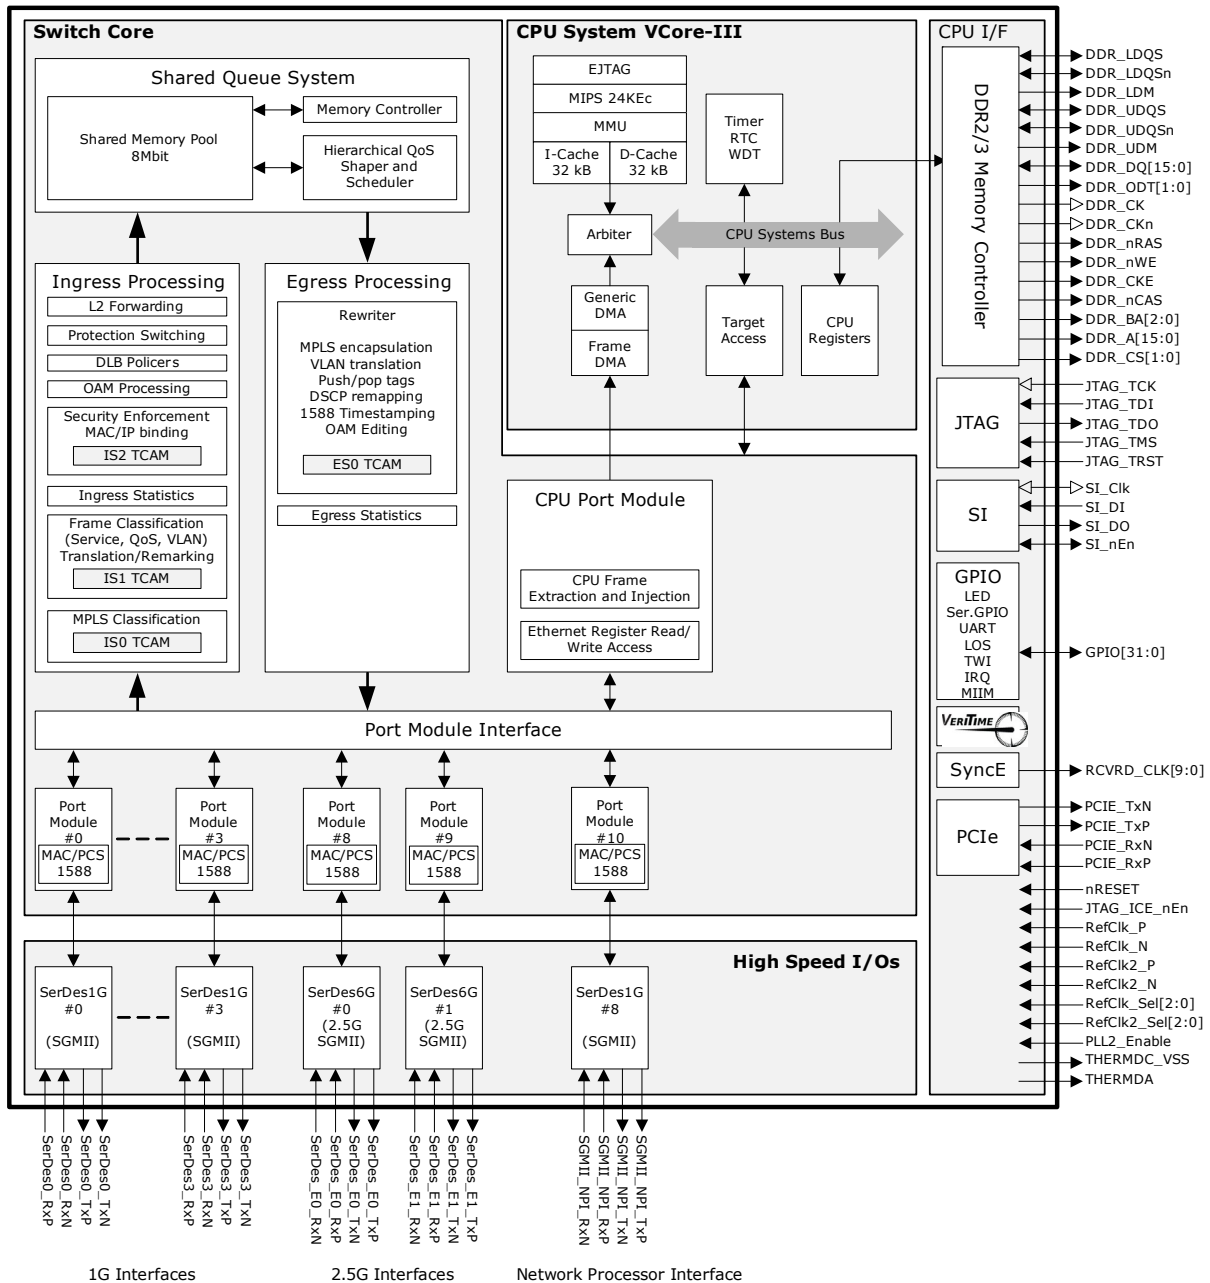 Switch Core
Shared Queue System
Shared Memory Pool
8Mbit
Memory Controller
Hierarchical QoS
Shaper and
Scheduler
Ingress Processing
L2 Forwarding
Protection Switching
DLB Policers
OAM Processing
Security Enforcement
MAC/IP binding
IS2 TCAM
Ingress Statistics
Frame Classification
(Service, QoS, VLAN)
Translation/Remarking
IS1 TCAM
MPLS Classification
IS0 TCAM
Egress Processing
Rewriter
MPLS encapsulation
VLAN translation
Push/pop tags
DSCP remapping
1588 Timestamping
OAM Editing
ES0 TCAM
Egress Statistics
CPU System VCore-III
EJTAG
MIPS 24KEc
MMU
I-Cache
32 kB
D-Cache
32 kB
Timer
RTC
WDT
Arbiter
CPU Systems Bus
Generic
DMA
Frame
DMA
Target
Access
CPU
Registers
CPU Port Module
CPU Frame
Extraction and Injection
Ethernet Register Read/
Write Access
Port Module Interface
Port
Module
#0
MAC/PCS
1588
Port
Module
#3
MAC/PCS
1588
Port
Module
#8
MAC/PCS
1588
Port
Module
#9
MAC/PCS
1588
Port
Module
#10
MAC/PCS
1588
High Speed I/Os
SerDes1G
#0
(SGMII)
SerDes1G
#3
(SGMII)
SerDes6G
#0
(2.5G
SGMII)
SerDes6G
#1
(2.5G
SGMII)
SerDes1G
#8
(SGMII)
CPU I/F
DDR2/3 Memory Controller
DDR_LDQS
DDR_LDQSn
DDR_LDM
DDR_UDQS
DDR_UDQSn
DDR_UDM
DDR_DQ[15:0]
DDR_ODT[1:0]
DDR_CK
DDR_CKn
DDR_nRAS
DDR_nWE
DDR_CKE
DDR_nCAS
DDR_BA[2:0]
DDR_A[15:0]
DDR_CS[1:0]
JTAG
JTAG_TCK
JTAG_TDI
JTAG_TDO
JTAG_TMS
JTAG_TRST
SI
SI_Clk
SI_DI
SI_DO
SI_nEn
GPIO
LED
Ser.GPIO
UART
LOS
TWI
IRQ
MIIM
GPIO[31:0]
VERITIME
SyncE
RCVRD_CLK[9:0]
PCIe
PCIE_TxN
PCIE_TxP
PCIE_RxN
PCIE_RxP
nRESET
JTAG_ICE_nEn
RefClk_P
RefClk_N
RefClk2_P
RefClk2_N
RefClk_Sel[2:0]
RefClk2_Sel[2:0]
PLL2_Enable
THERMDC_VSS
THERMDA
SerDes0_RxP
SerDes0_RxN
SerDes0_TxP
SerDes0_TxN
SerDes3_RxP
SerDes3_RxN
SerDes3_TxP
SerDes3_TxN
SerDes_E0_RxN
SerDes_E0_RxP
SerDes_E0_TxN
SerDes_E0_TxP
SerDes_E1_RxN
SerDes_E1_RxP
SerDes_E1_TxN
SerDes_E1_TxP
SGMII_NPI_RxN
SGMII_NPI_RxP
SGMII_NPI_TxN
SGMII_NPI_TxP
1G Interfaces
2.5G Interfaces
Network Processor Interface